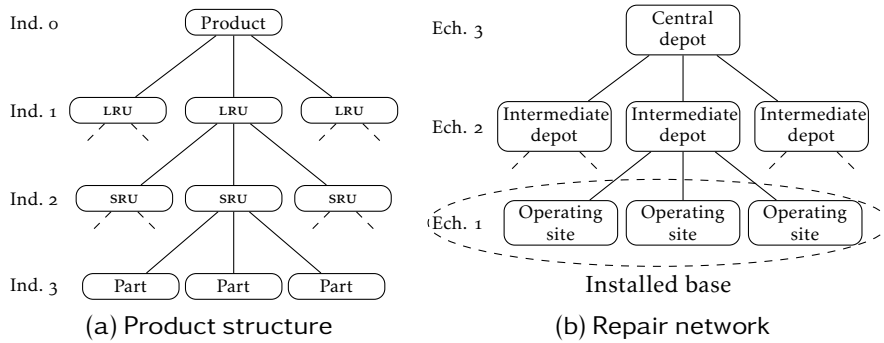 Ind. 0
Product
Ind. 1
LRU
LRU
LRU
Ind. 2
SRU
SRU
SRU
Ind. 3
Part
Part
Part
(a) Product structure
Ech. 3
Central
depot
Ech. 2
Intermediate
depot
Intermediate
depot
Intermediate
depot
Ech. 1
Operating
site
Operating
site
Operating
site
Installed base
(b) Repair network